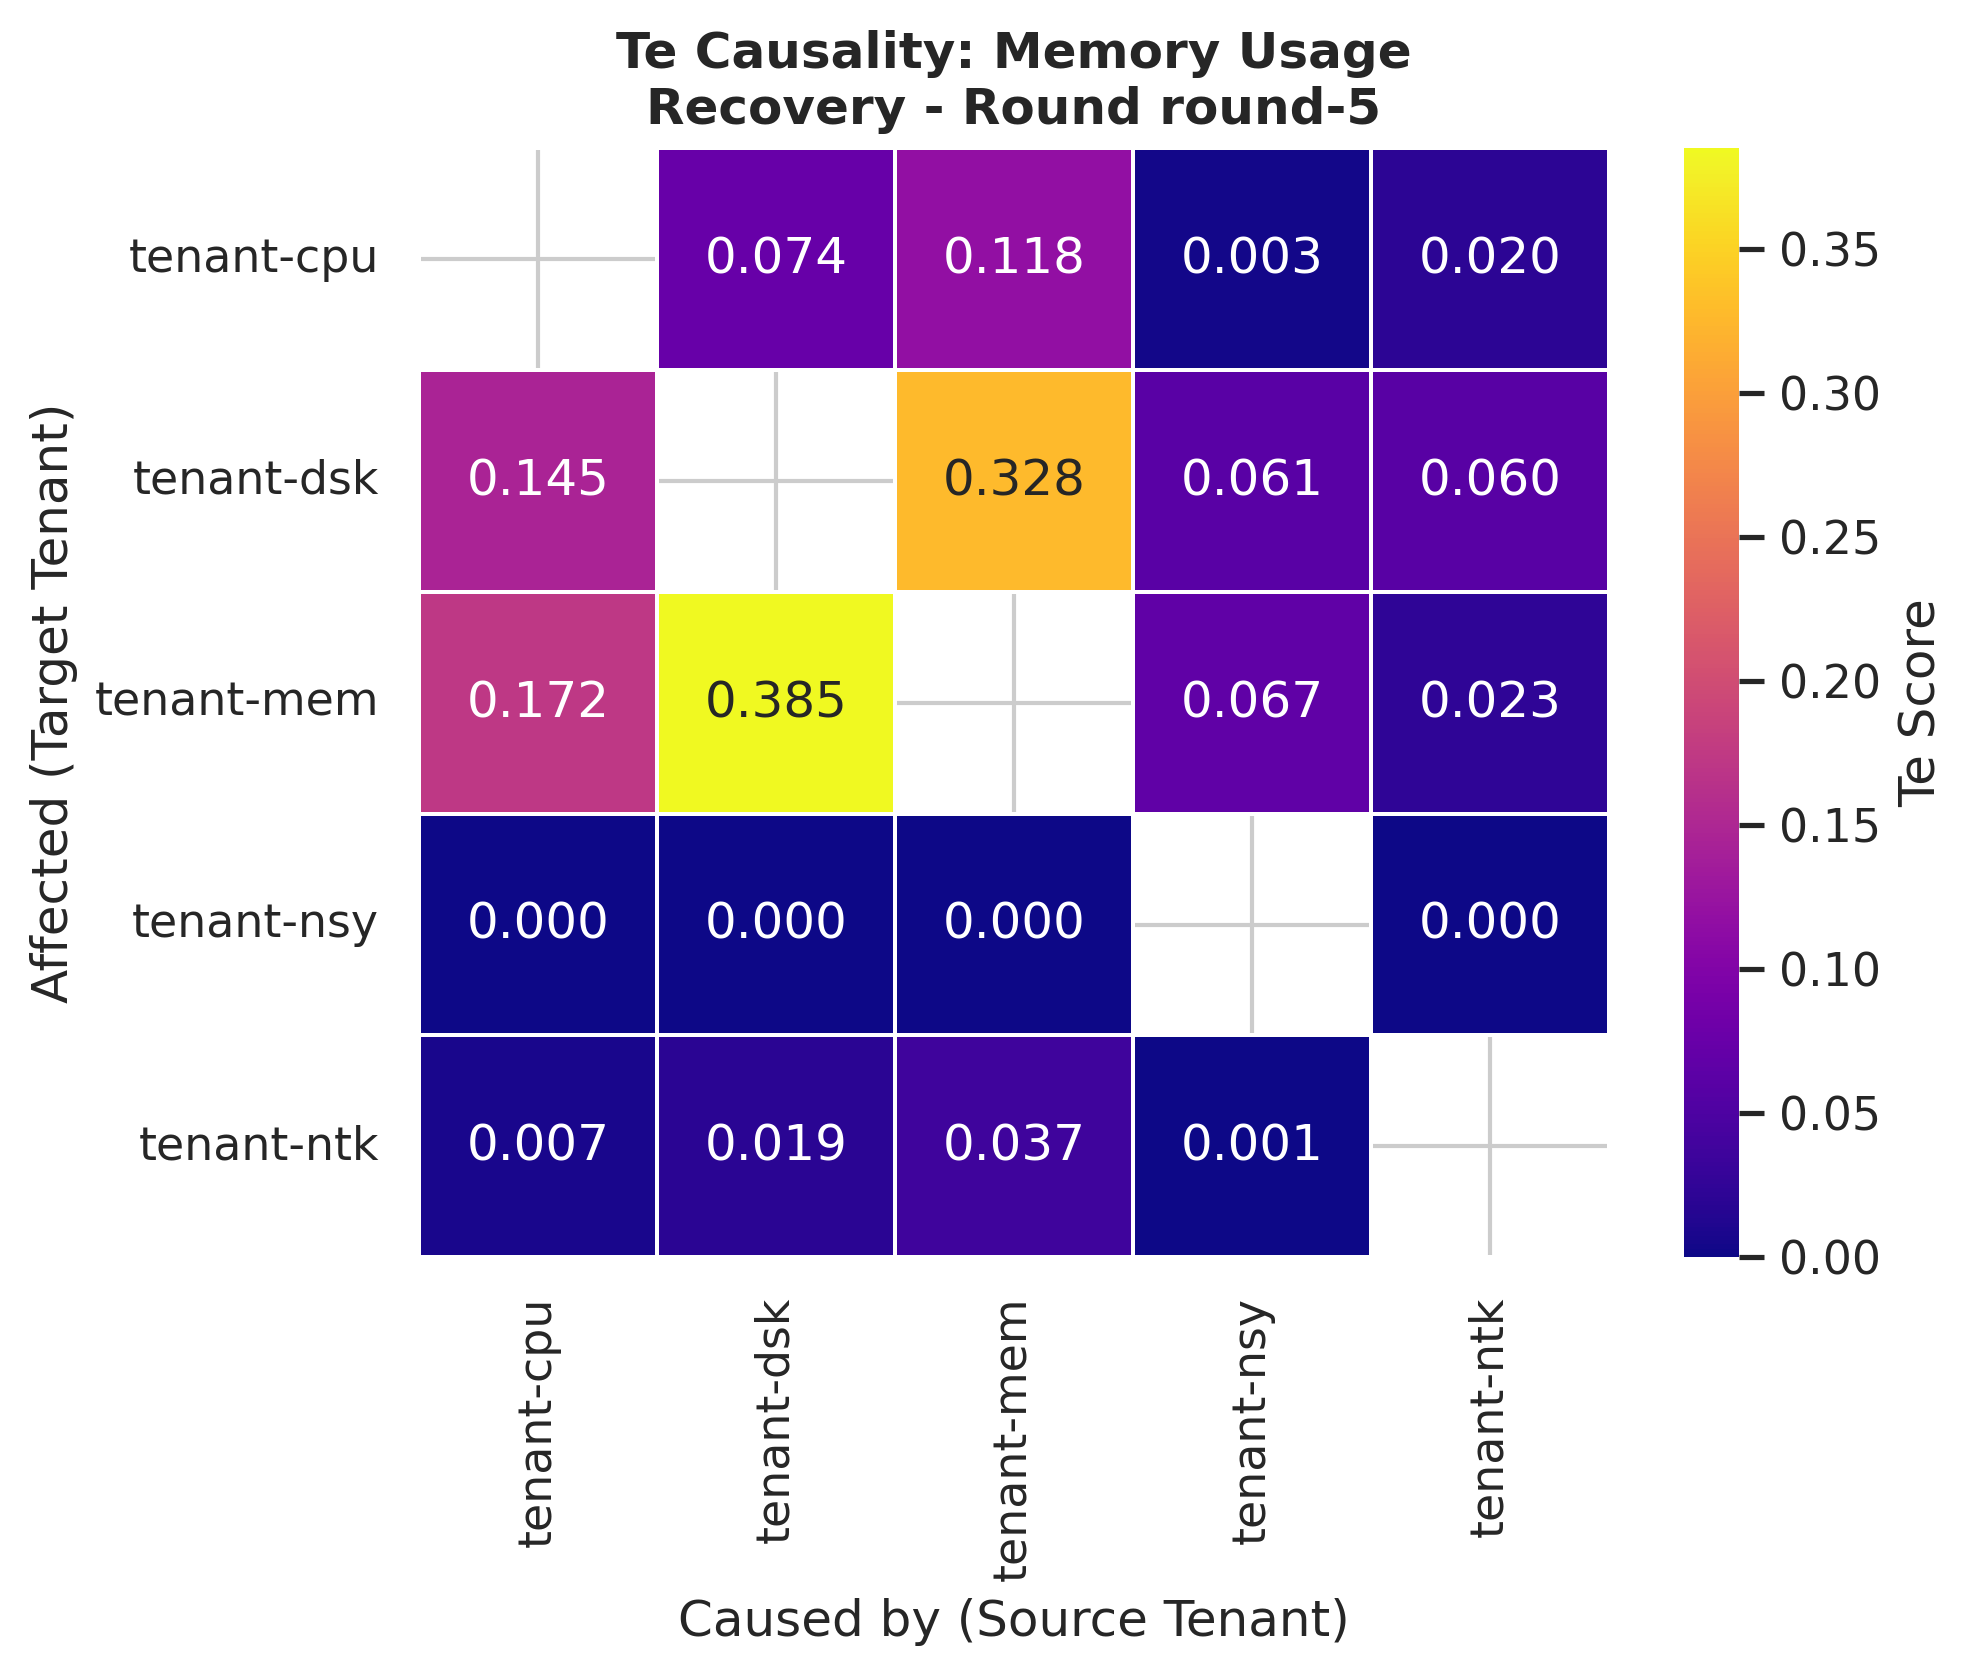 Te Causality: Memory Usage
Recovery - Round round-5
tenant-cpu 0.074 0.118 0.003 0.020
tenant-dsk 0.145 0.328 0.061 0.060
tenant-mem 0.172 0.385 0.067 0.023
tenant-nsy 0.000 0.000 0.000 0.000
tenant-ntk 0.007 0.019 0.037 0.001
Affected (Target Tenant)
tenant-cpu tenant-dsk tenant-mem tenant-nsy tenant-ntk
Caused by (Source Tenant)
0.35
0.30
0.25
0.20
0.15
0.10
0.05
0.00
Te Score